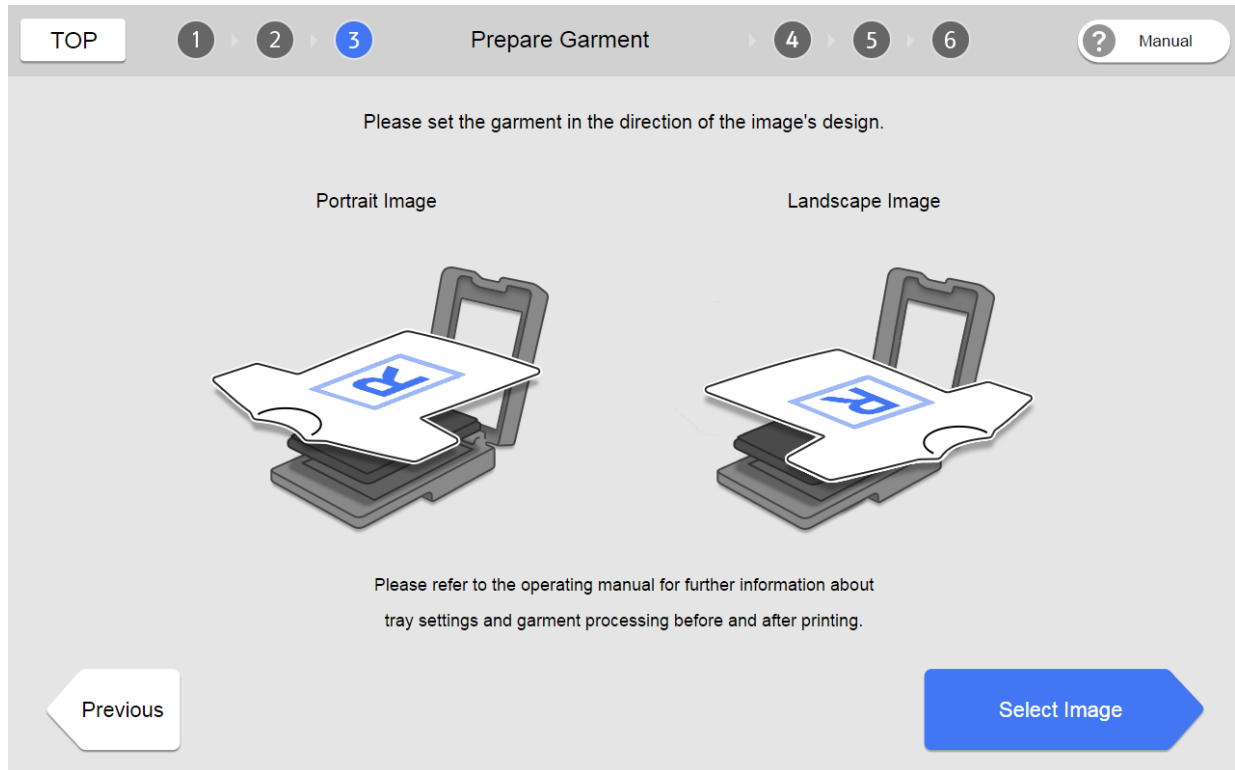 TOP 1 2 3 Prepare Garment 4 5 6 ? Manual
Please set the garment in the direction of the image's design.
Portrait Image Landscape Image
R R
Please refer to the operating manual for further information about
tray settings and garment processing before and after printing.
Previous Select Image